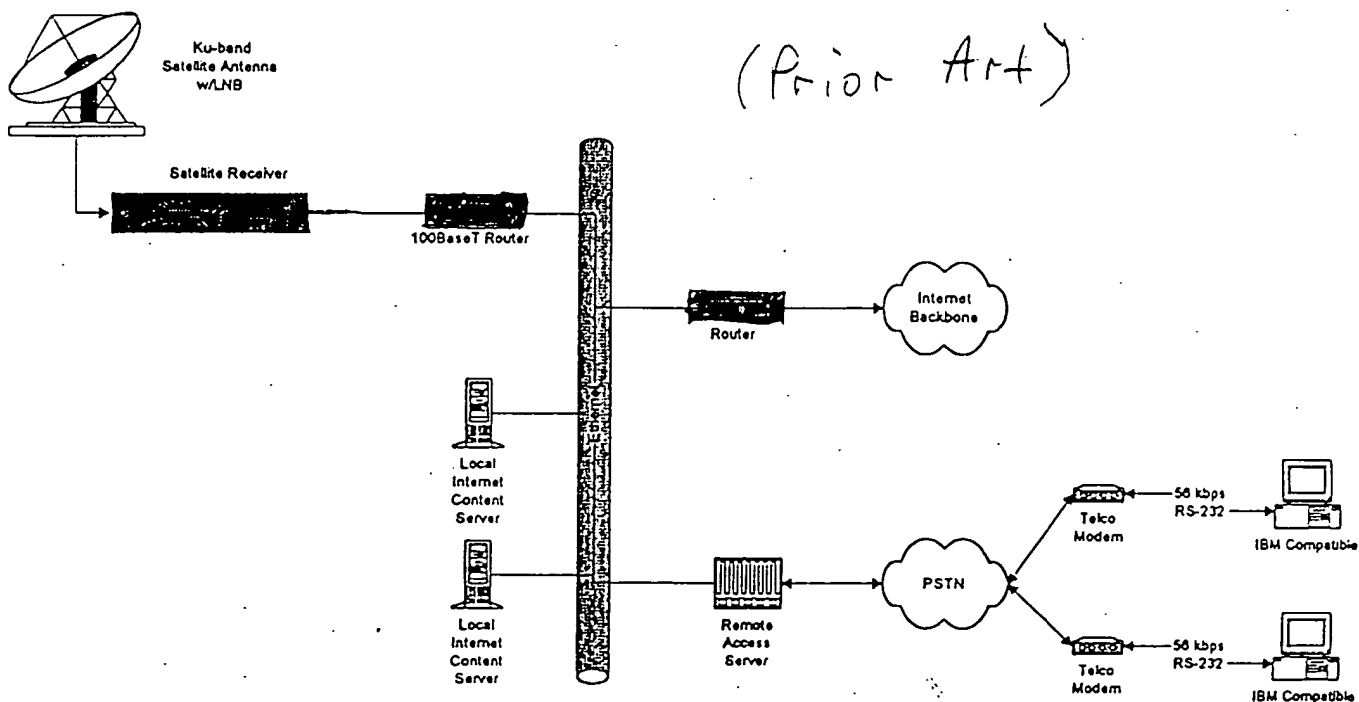 (Prior Art)
Ku-band
Satellite Antenna
w/LNB
Satellite Receiver
100BaseT Router
Router
Internet
Backbone
Local
Internet
Content
Server
Local
Internet
Content
Server
Remote
Access
Server
PSTN
Telco
Modem
56 kbps
RS-232
IBM Compatible
Telco
Modem
56 kbps
RS-232
IBM Compatible